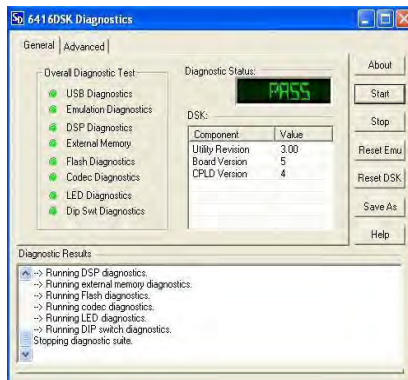 6416DSK Diagnostics
General
Advanced
Overall Diagnostic Test
USB Diagnostics
Emulation Diagnostics
DSP Diagnostics
External Memory
Flash Diagnostics
Codec Diagnostics
LED Diagnostics
Dip Swt Diagnostics
Diagnostic Status:
PASS
DSK:
Component Value
Utility Revision 3.00
Board Version 5
CPLD Version 4
About
Start
Stop
Reset Emu
Reset DSK
Save As
Help
Diagnostic Results
--> Running DSP diagnostics.
--> Running external memory diagnostics.
--> Running Flash diagnostics.
--> Running codec diagnostics.
--> Running LED diagnostics.
--> Running DIP switch diagnostics.
Stopping diagnostic suite.